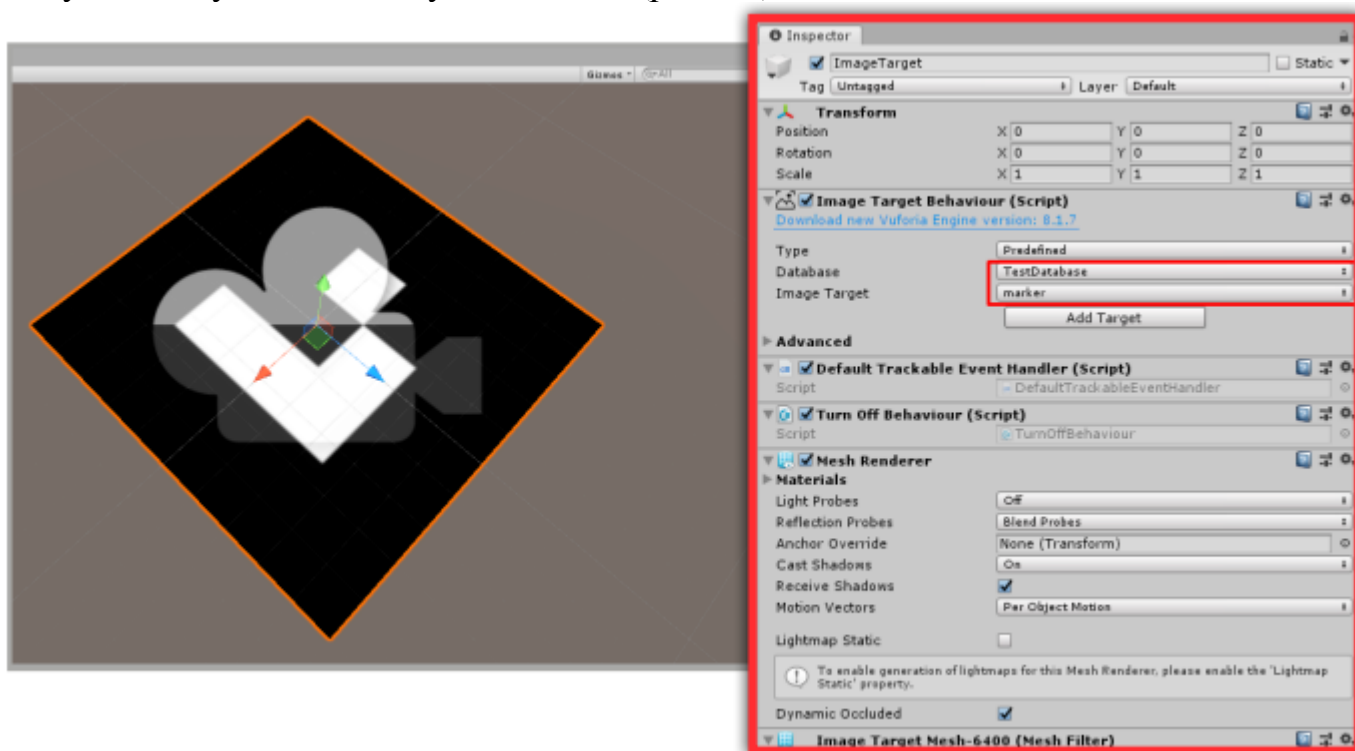 Inspector
Gizmos
All
ImageTarget Static
Tag Untagged Layer Default
Transform
Position X 0 Y 0 Z 0
Rotation X 0 Y 0 Z 0
Scale X 1 Y 1 Z 1
Image Target Behaviour (Script)
Download new Vuforia Engine version: 8.1.7
Type Predefined
Database TestDatabase
Image Target marker
Add Target
Advanced
Default Trackable Event Handler (Script)
Script DefaultTrackableEventHandler
Turn Off Behaviour (Script)
Script TurnOffBehaviour
Mesh Renderer
Materials
Light Probes Off
Reflection Probes Blend Probes
Anchor Override None (Transform)
Cast Shadows On
Receive Shadows
Motion Vectors Per Object Motion
Lightmap Static
To enable generation of lightmaps for this Mesh Renderer, please enable the 'Lightmap
Static' property.
Dynamic Occluded
Image Target Mesh-6400 (Mesh Filter)